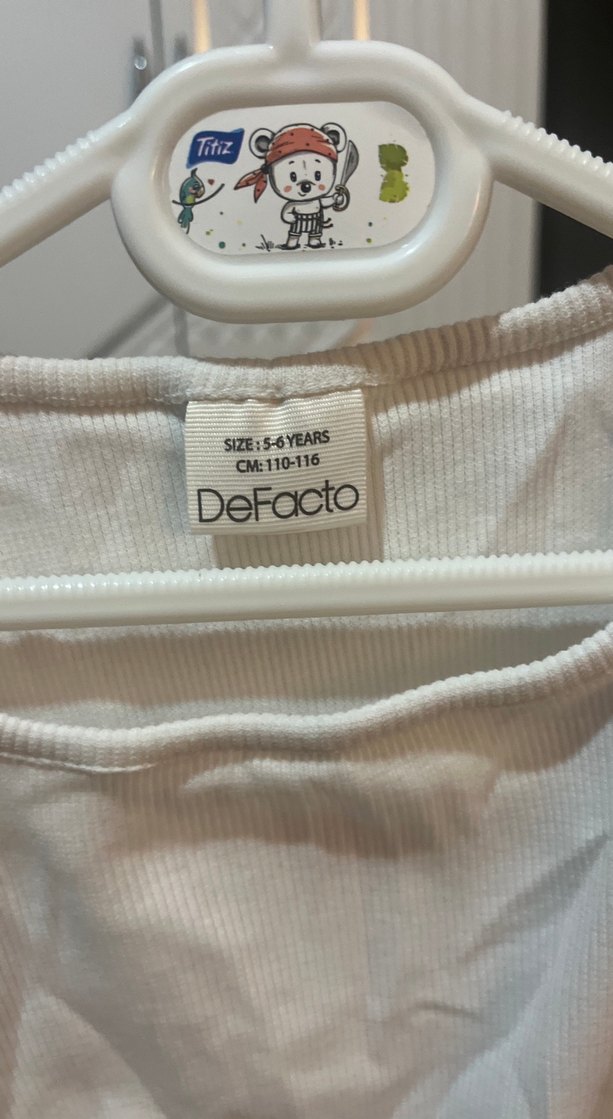 Titiz
SIZE : 5-6 YEARS
CM: 110-116
DeFacto